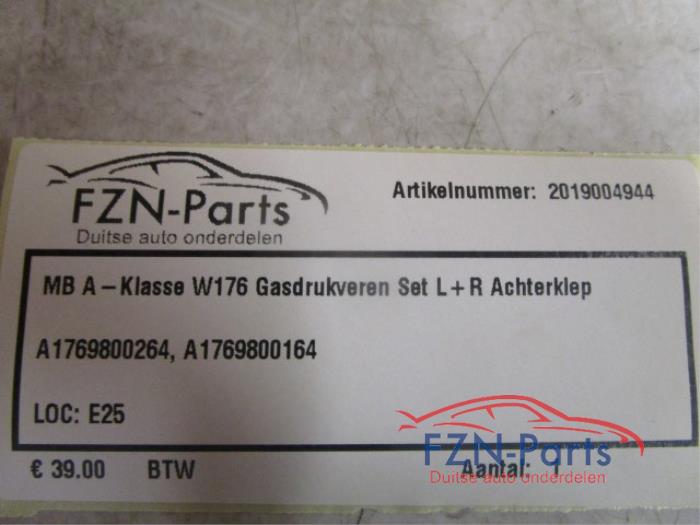 FZN-Parts
Duitse auto onderdelen
Artikelnummer: 2019004944
MB A-Klasse W176 Gasdrukveren Set L+R Achterklep
A1769800264, A1769800164
LOC: E25
€ 39.00 BTW Aantal: 1
FZN-Parts
Duitse auto onderdelen